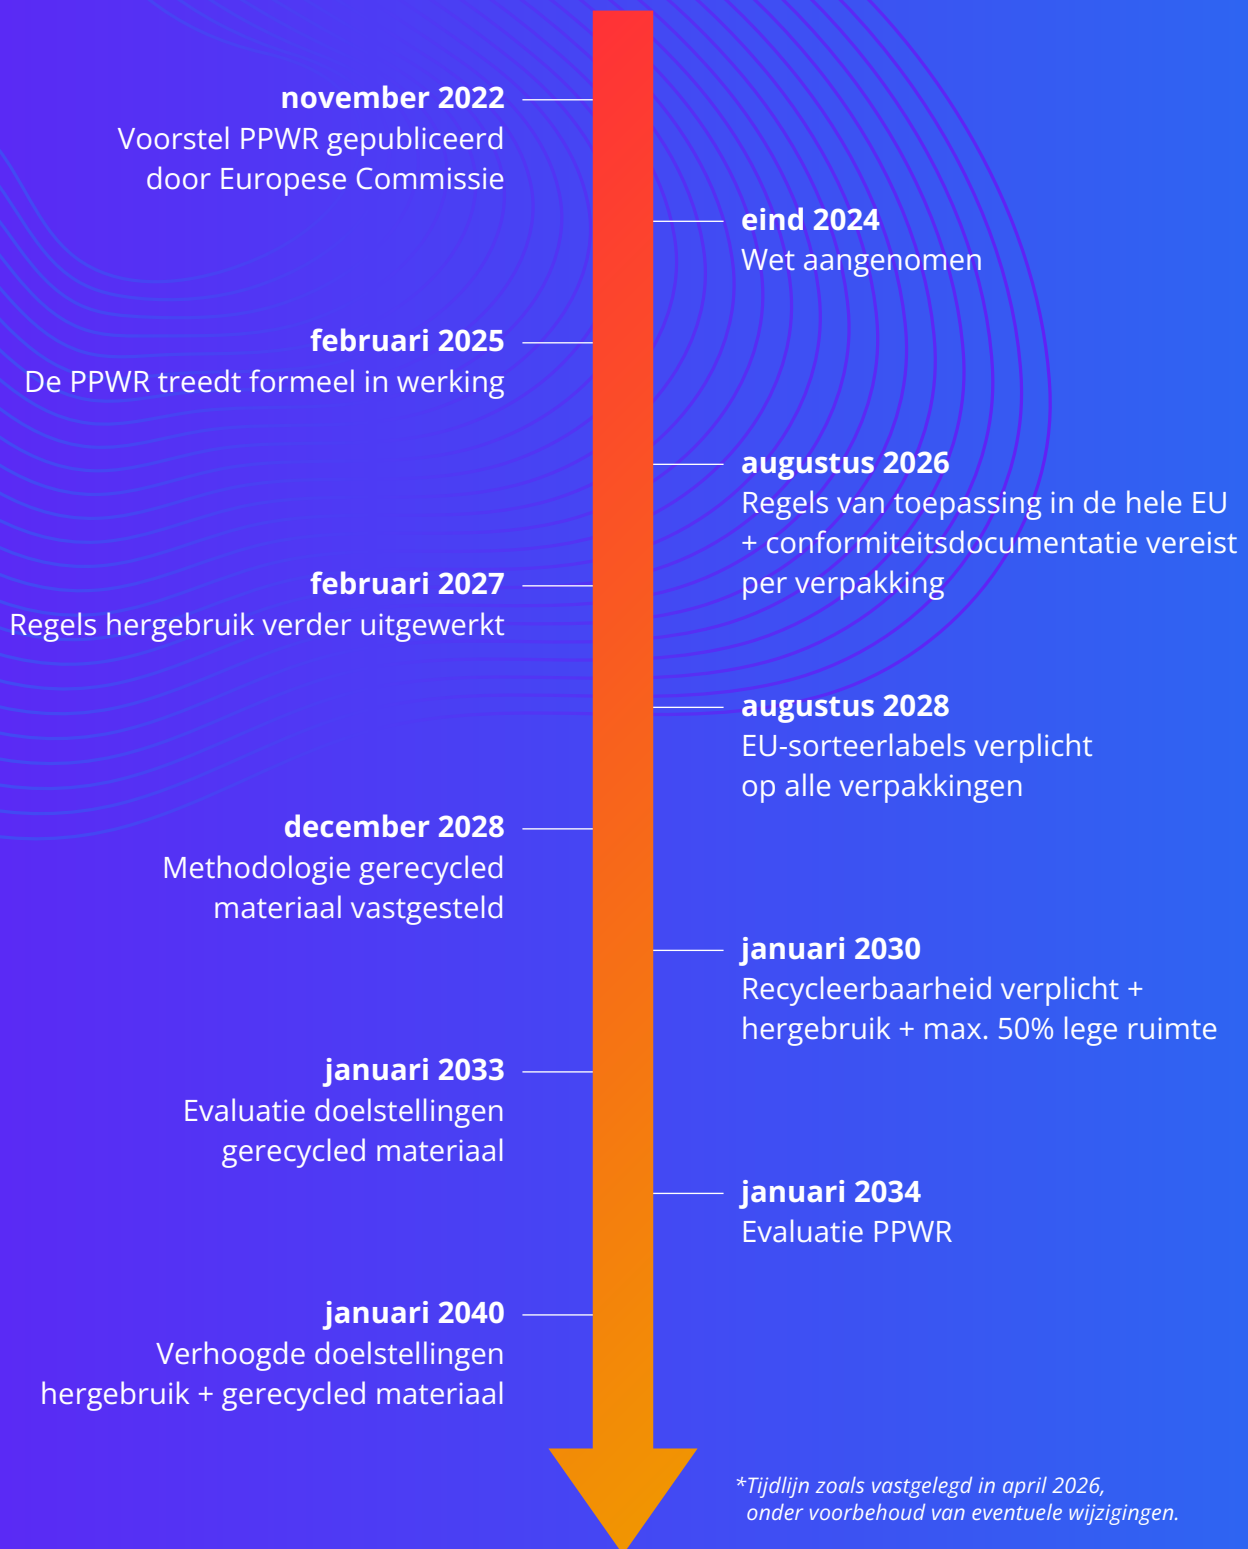 november 2022
Voorstel PPWR gepubliceerd
door Europese Commissie
eind 2024
Wet aangenomen
februari 2025
De PPWR treedt formeel in werking
augustus 2026
Regels van toepassing in de hele EU
+ conformiteitsdocumentatie vereist
per verpakking
februari 2027
Regels hergebruik verder uitgewerkt
augustus 2028
EU-sorteerlabels verplicht
op alle verpakkingen
december 2028
Methodologie gerecycled
materiaal vastgesteld
januari 2030
Recycleerbaarheid verplicht +
hergebruik + max. 50% lege ruimte
januari 2033
Evaluatie doelstellingen
gerecycled materiaal
januari 2034
Evaluatie PPWR
januari 2040
Verhoogde doelstellingen
hergebruik + gerecycled materiaal
*Tijdlijn zoals vastgelegd in april 2026,
onder voorbehoud van eventuele wijzigingen.